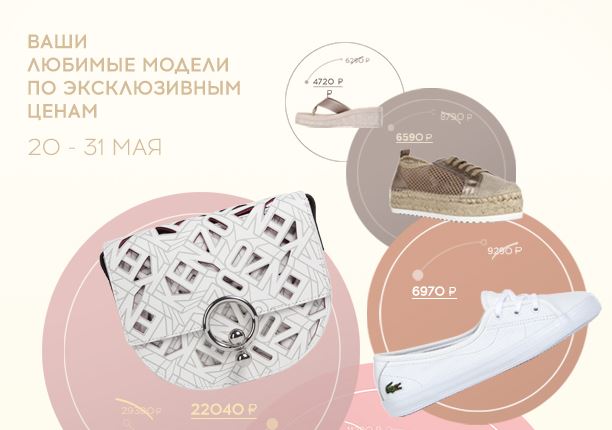 ВАШИ
ЛЮБИМЫЕ МОДЕЛИ
ПО ЭКСКЛЮЗИВНЫМ
ЦЕНАМ
20 - 31 МАЯ
6290 ₽
4720 ₽
₽
8790 ₽
6590 ₽
9290 ₽
6970 ₽
29390 ₽
22040 ₽